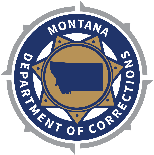 MONTANA
DEPARTMENT OF CORRECTIONS